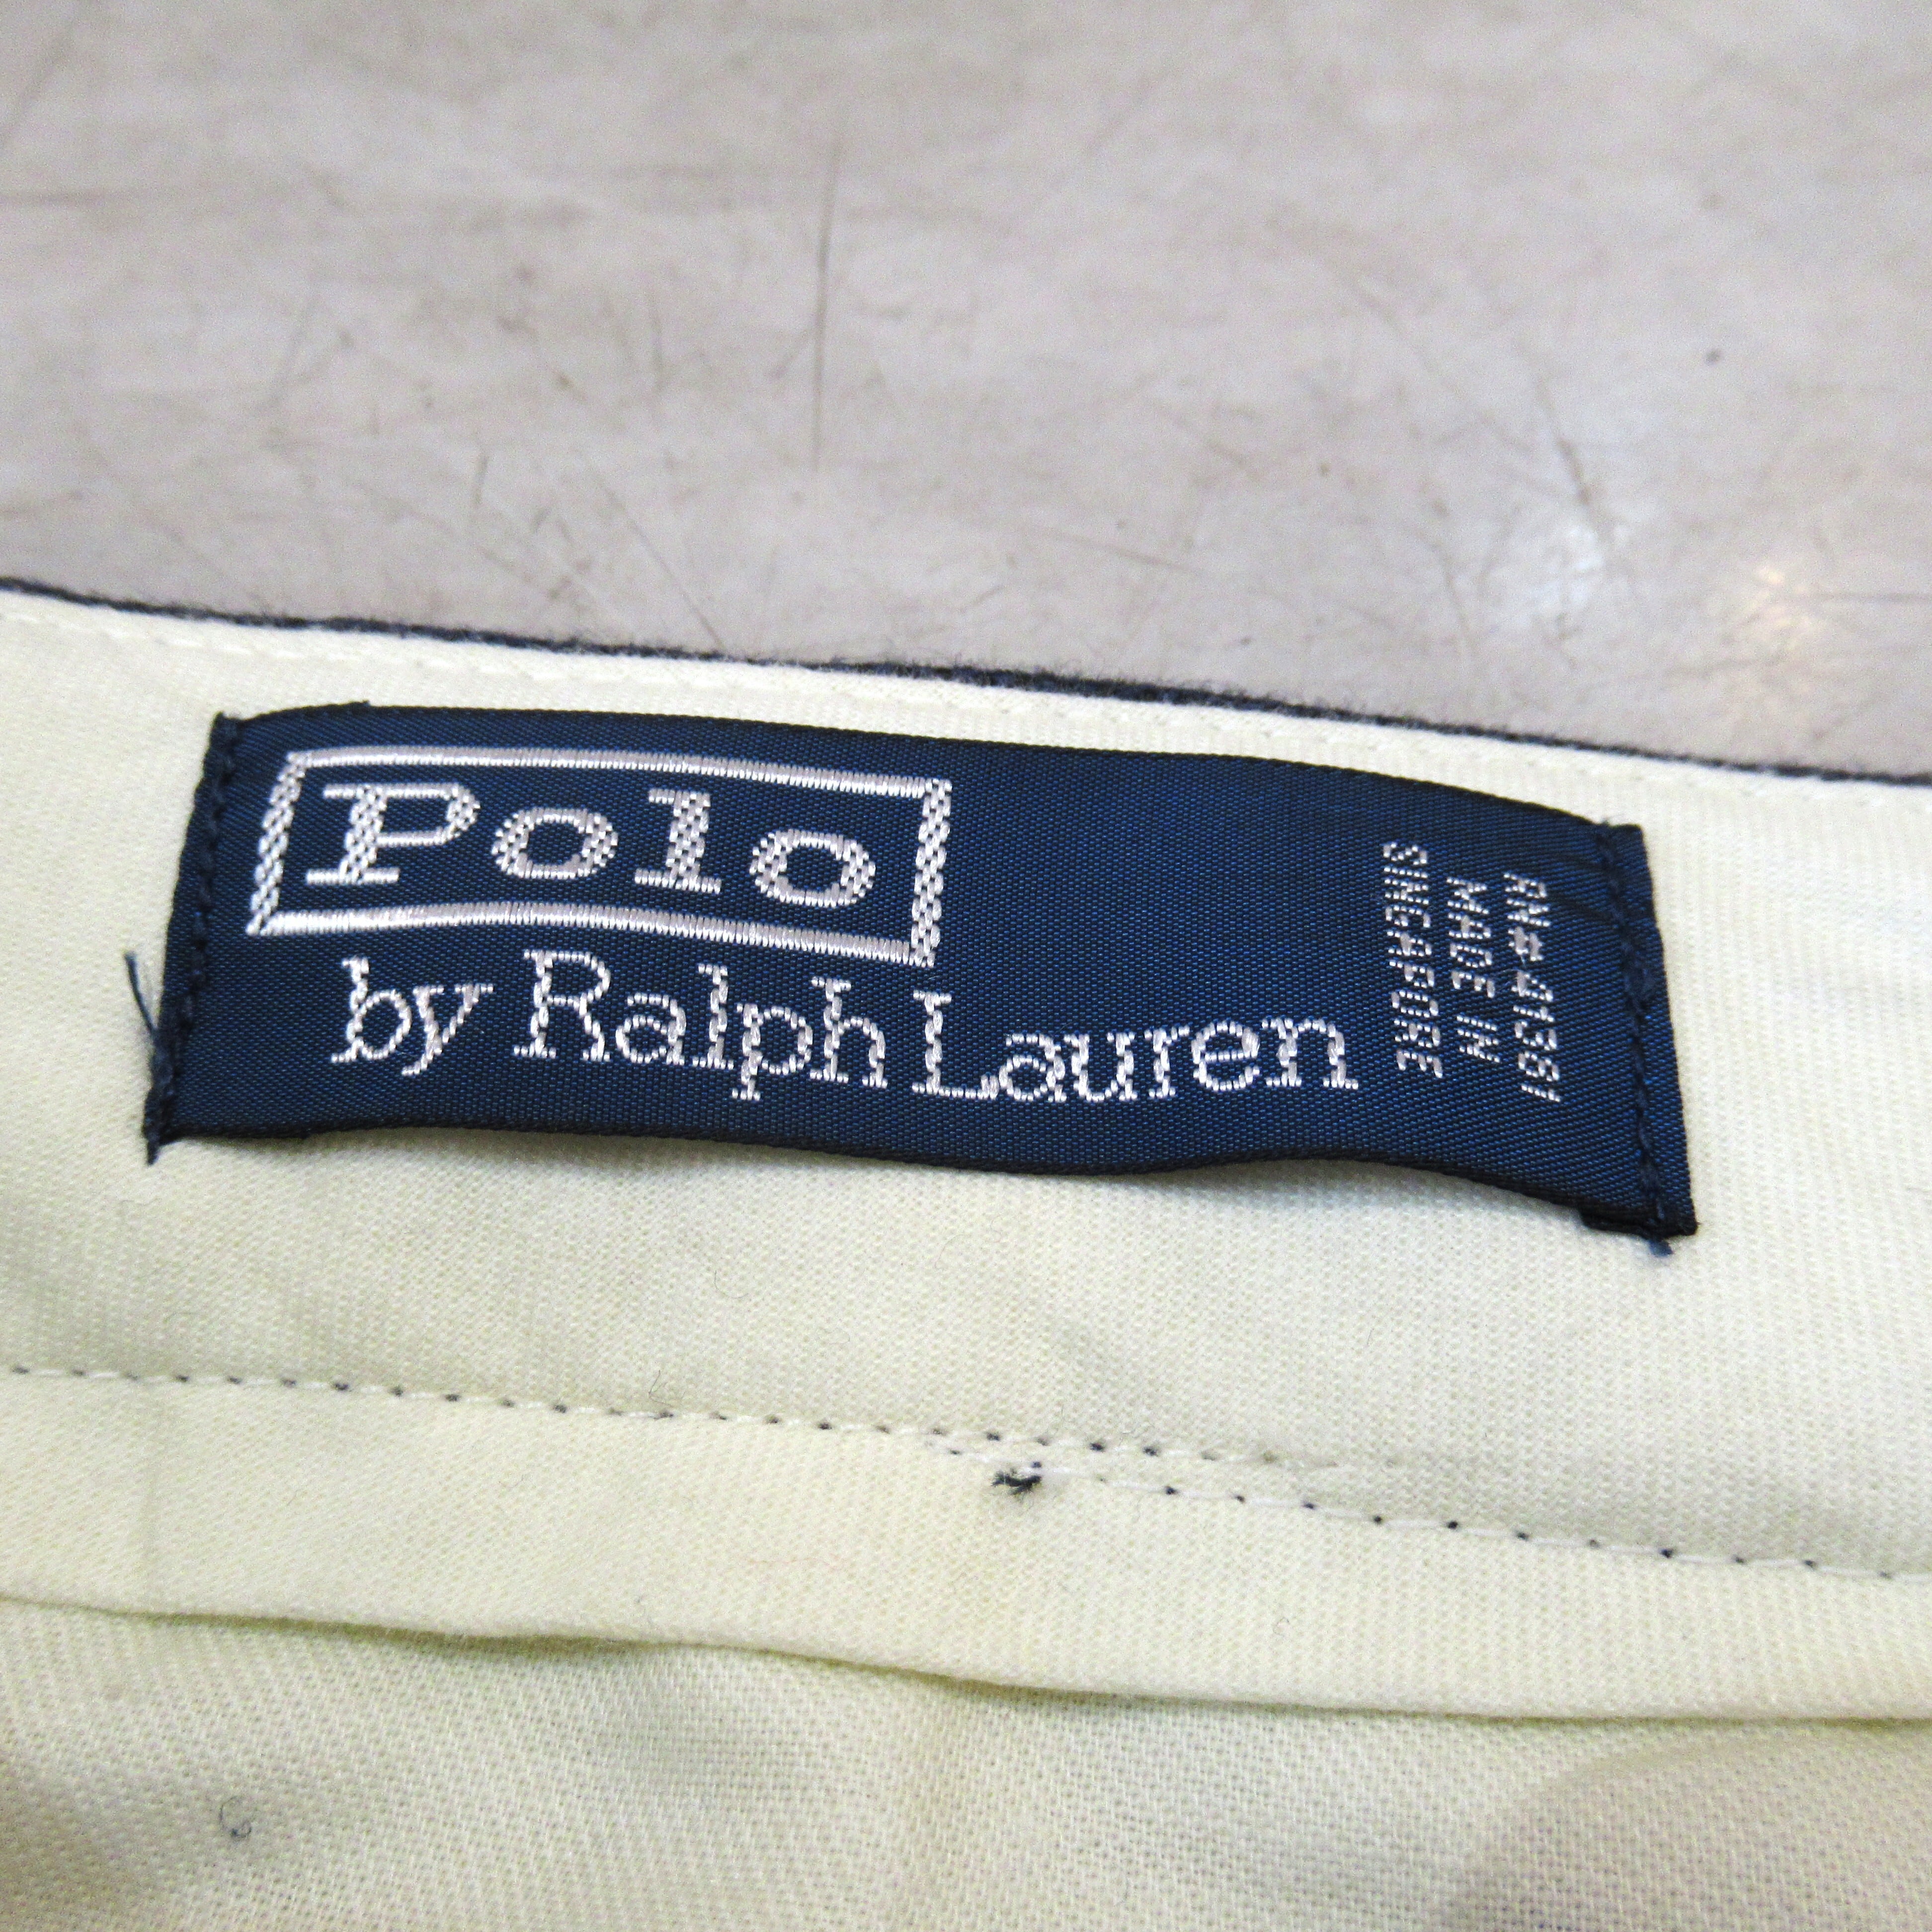 Polo
by Ralph Lauren
RN#41381
MADE IN
SINGAPORE